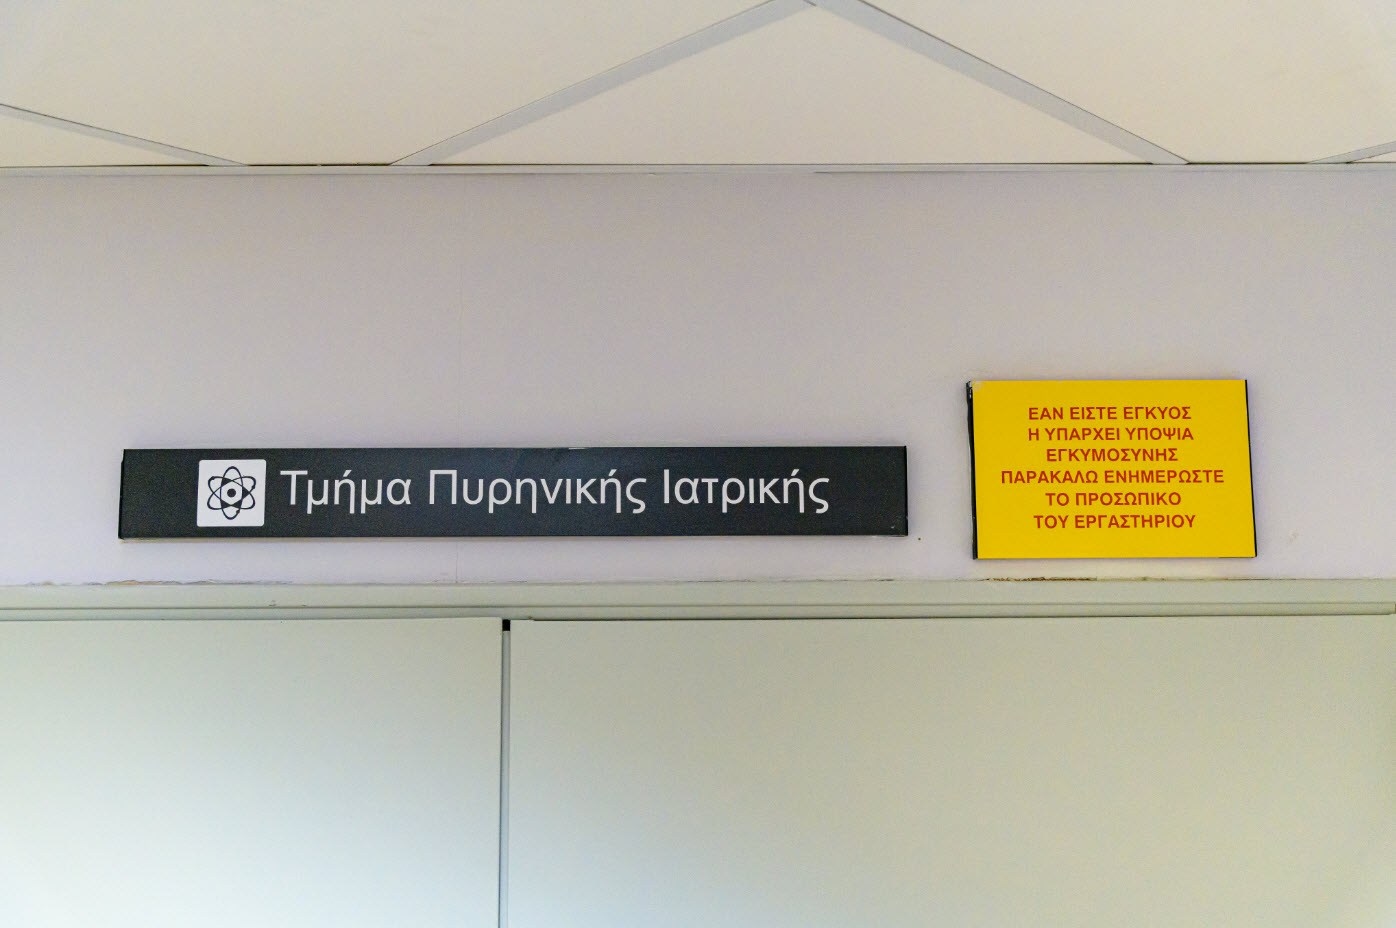 Τμήμα Πυρηνικής Ιατρικής
ΕΑΝ ΕΙΣΤΕ ΕΓΚΥΟΣ
Η ΥΠΑΡΧΕΙ ΥΠΟΨΙΑ
ΕΓΚΥΜΟΣΥΝΗΣ
ΠΑΡΑΚΑΛΩ ΕΝΗΜΕΡΩΣΤΕ
ΤΟ ΠΡΟΣΩΠΙΚΟ
ΤΟΥ ΕΡΓΑΣΤΗΡΙΟΥ